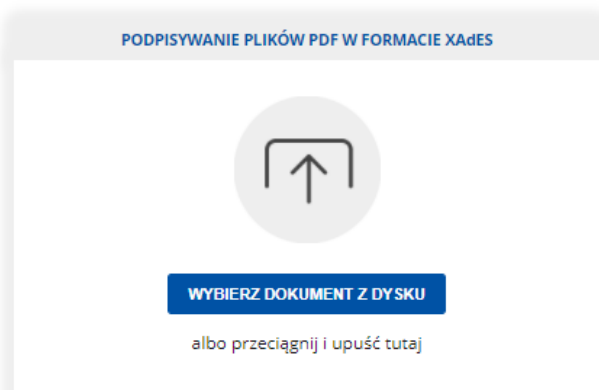 PODPISYWANIE PLIKÓW PDF W FORMACIE XAdES
WYBIERZ DOKUMENT Z DYSKU
albo przeciągnij i upuść tutaj